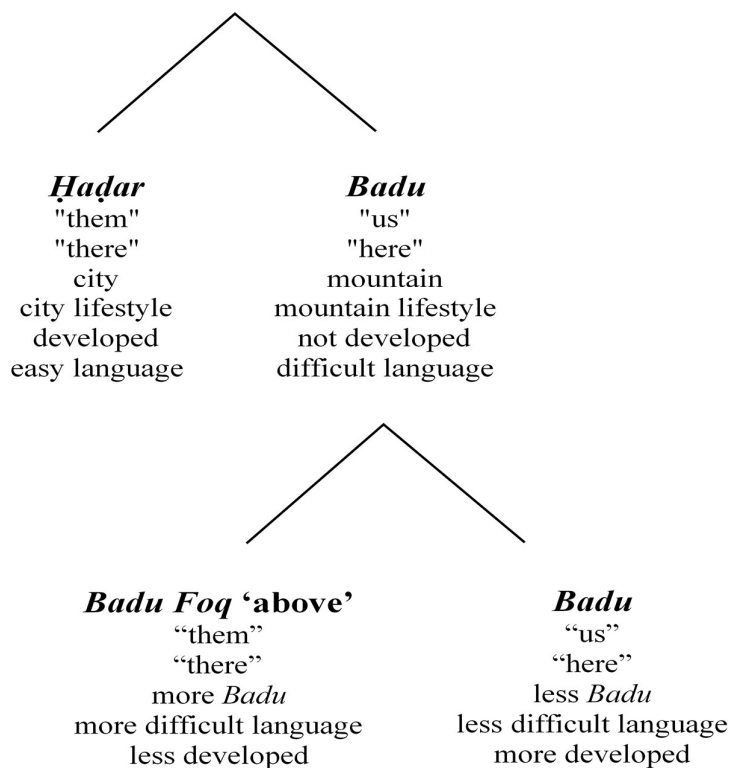 Ḥaḍar
"them"
"there"
city
city lifestyle
developed
easy language
Badu
"us"
"here"
mountain
mountain lifestyle
not developed
difficult language
Badu Foq ‘above’
“them”
“there”
more Badu
more difficult language
less developed
Badu
“us”
“here”
less Badu
less difficult language
more developed